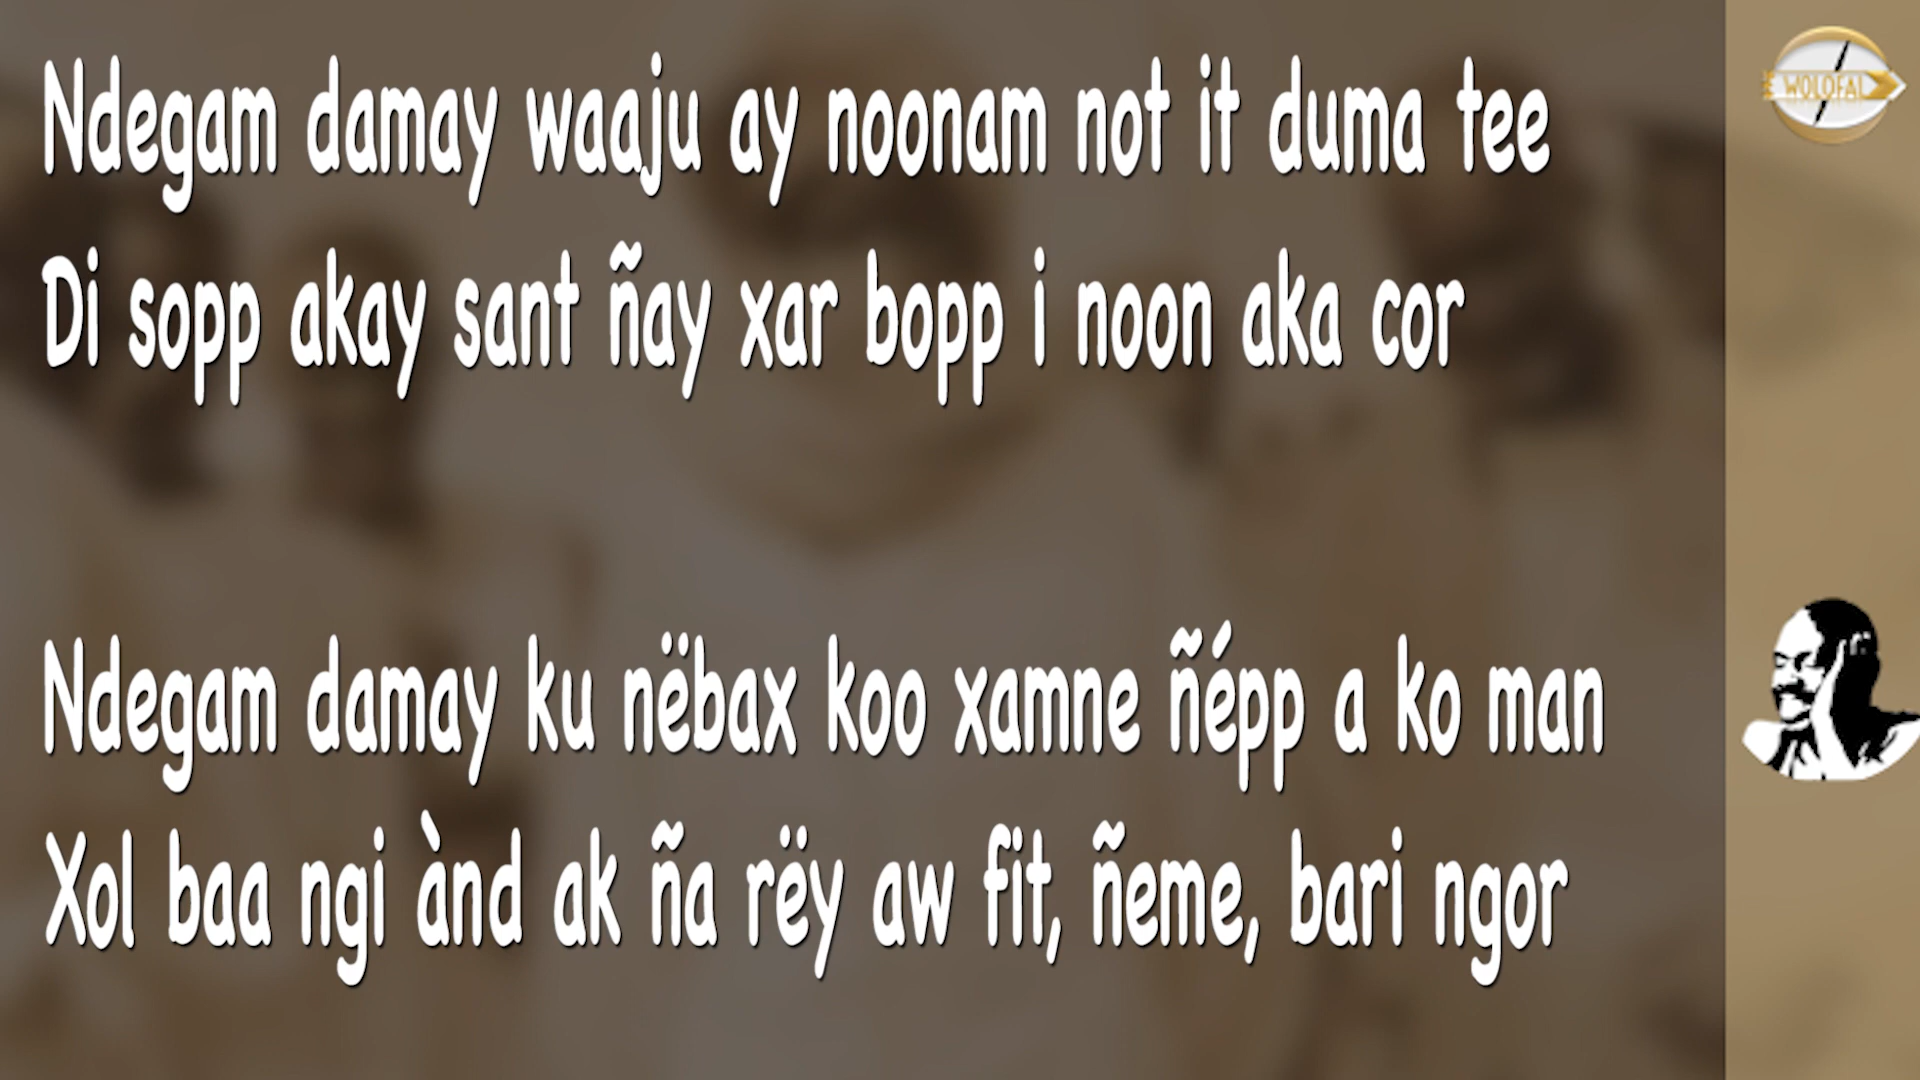 WOLOFAL
Ndegam damay waaju ay noonam not it duma tee
Di sopp akay sant ñay xar bopp i noon aka cor
Ndegam damay ku nëbax koo xamne ñépp a ko man
Xol baa ngi ànd ak ña rëy aw fit, ñeme, bari ngor